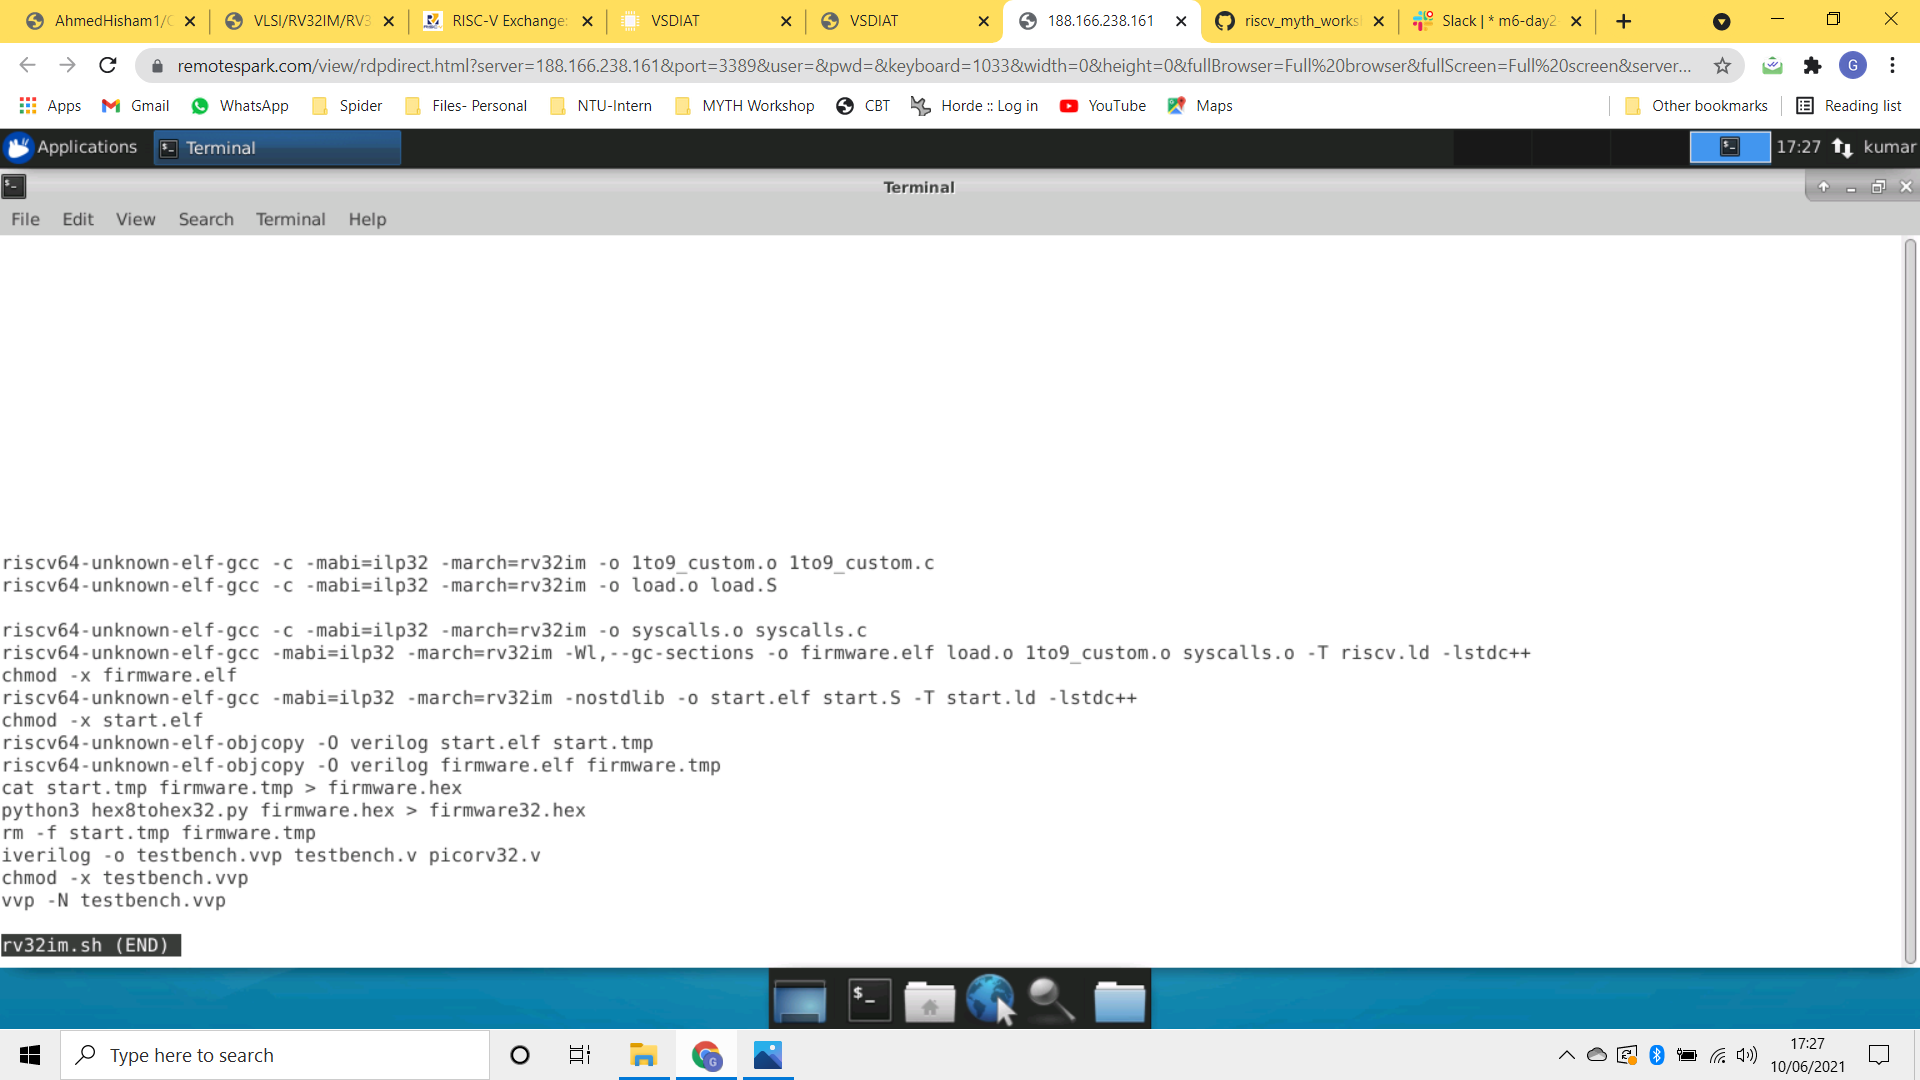 AhmedHisham1/C
VLSI/RV32IM/RV3
RISC-V Exchange:
VSDIAT
VSDIAT
188.166.238.161
riscv_myth_works
Slack | * m6-day2
remotespark.com/view/rdpdirect.html?server=188.166.238.161&port=3389&user=&pwd=&keyboard=1033&width=0&height=0&fullBrowser=Full%20browser&fullScreen=Full%20screen&server...
G
Apps
Gmail
WhatsApp
Spider
Files- Personal
NTU-Intern
MYTH Workshop
CBT
Horde :: Log in
YouTube
Maps
Other bookmarks
Reading list
Applications
Terminal
17:27
kumar
Terminal
File Edit View Search Terminal Help
riscv64-unknown-elf-gcc -c -mabi=ilp32 -march=rv32im -o 1to9_custom.o 1to9_custom.c
riscv64-unknown-elf-gcc -c -mabi=ilp32 -march=rv32im -o load.o load.S
riscv64-unknown-elf-gcc -c -mabi=ilp32 -march=rv32im -o syscalls.o syscalls.c
riscv64-unknown-elf-gcc -mabi=ilp32 -march=rv32im -Wl,--gc-sections -o firmware.elf load.o 1to9_custom.o syscalls.o -T riscv.ld -lstdc++
chmod -x firmware.elf
riscv64-unknown-elf-gcc -mabi=ilp32 -march=rv32im -nostdlib -o start.elf start.S -T start.ld -lstdc++
chmod -x start.elf
riscv64-unknown-elf-objcopy -O verilog start.elf start.tmp
riscv64-unknown-elf-objcopy -O verilog firmware.elf firmware.tmp
cat start.tmp firmware.tmp > firmware.hex
python3 hex8tohex32.py firmware.hex > firmware32.hex
rm -f start.tmp firmware.tmp
iverilog -o testbench.vvp testbench.v picorv32.v
chmod -x testbench.vvp
vvp -N testbench.vvp
rv32im.sh (END)
$_
Type here to search
G
17:27
10/06/2021